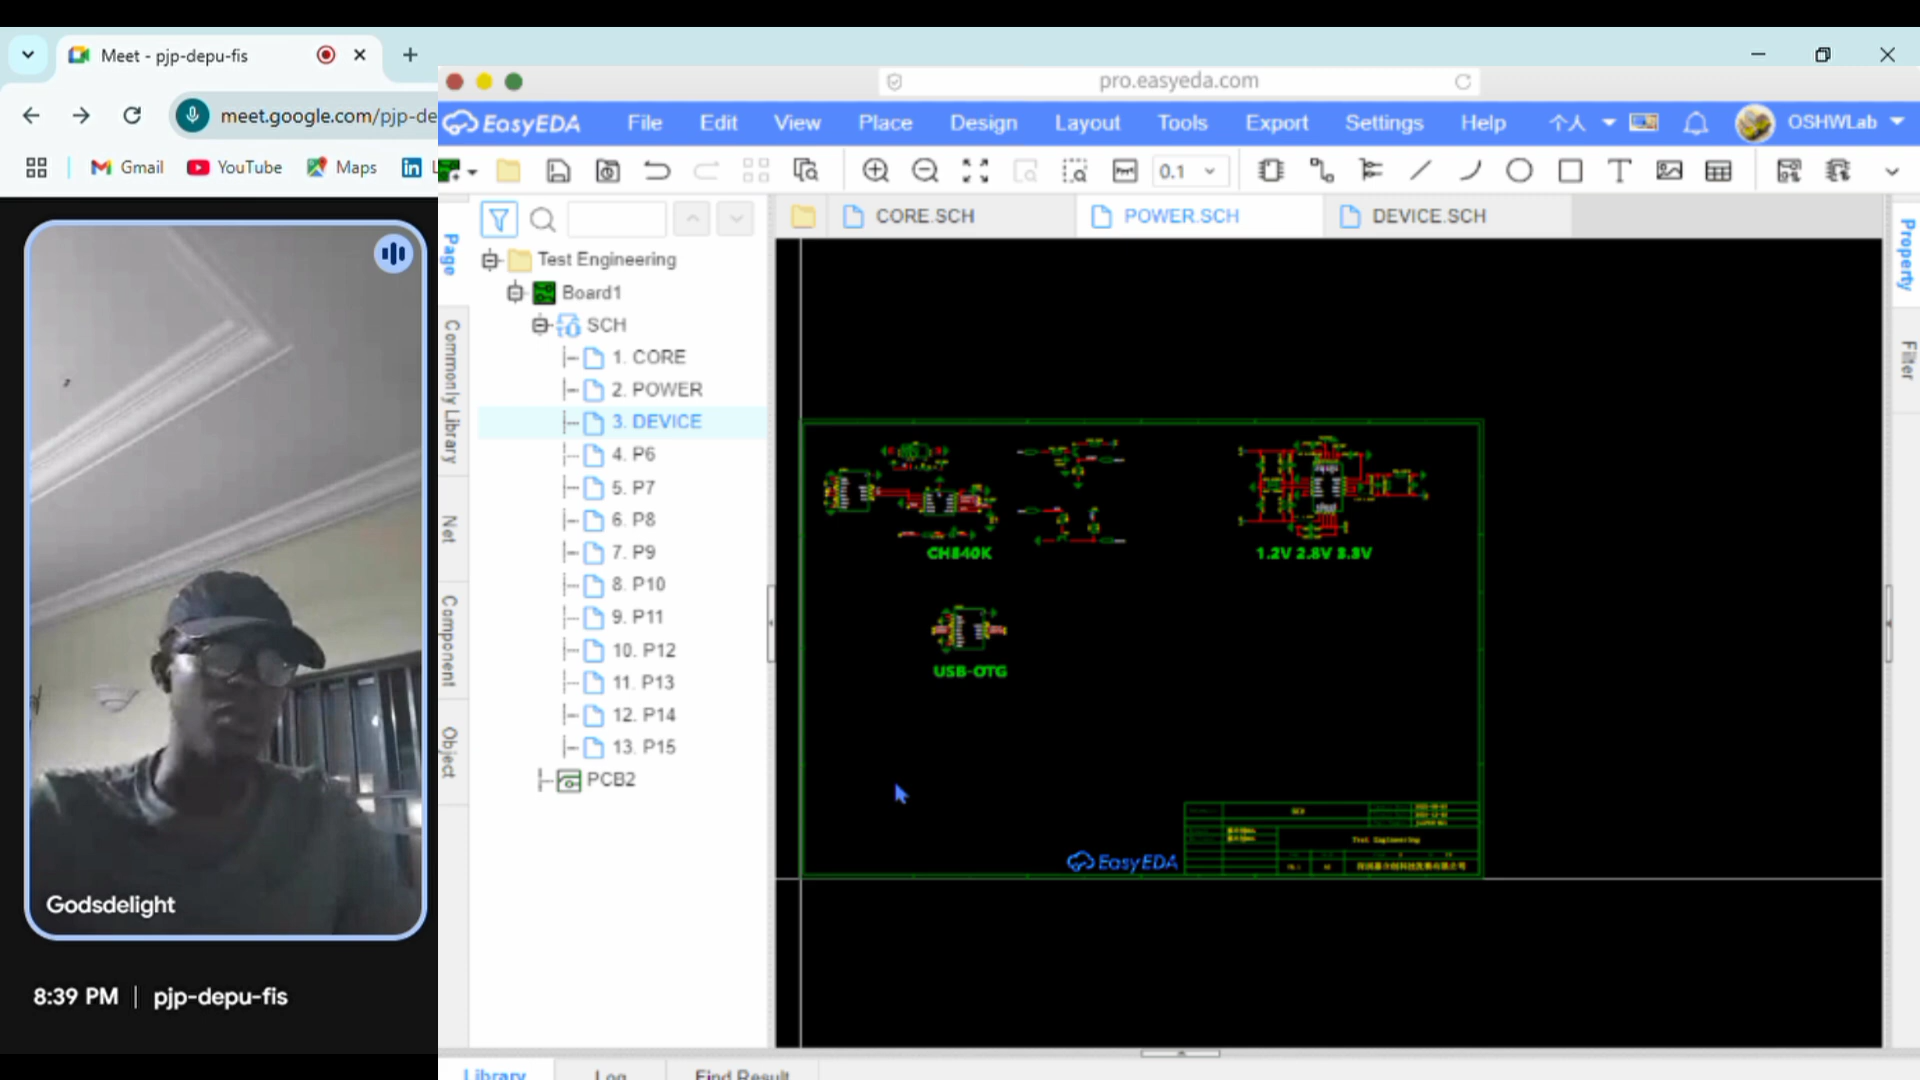 Meet - pjp-depu-fis
meet.google.com/pjp-de
Gmail
YouTube
Maps
Godsdelight
8:39 PM | pjp-depu-fis
pro.easyeda.com
EasyEDA
File
Edit
View
Place
Design
Layout
Tools
Export
Settings
Help
个人
OSHWLab
0.1
Page
Commonly Library
Net
Component
Object
Test Engineering
Board1
SCH
1. CORE
2. POWER
3. DEVICE
4. P6
5. P7
6. P8
7. P9
8. P10
9. P11
10. P12
11. P13
12. P14
13. P15
PCB2
CORE.SCH
POWER.SCH
DEVICE.SCH
Property
Filter
CH340K
1.2V 2.8V 3.3V
USB-OTG
SCH
Test Engineering
EasyEDA
Library
Log
Find Result